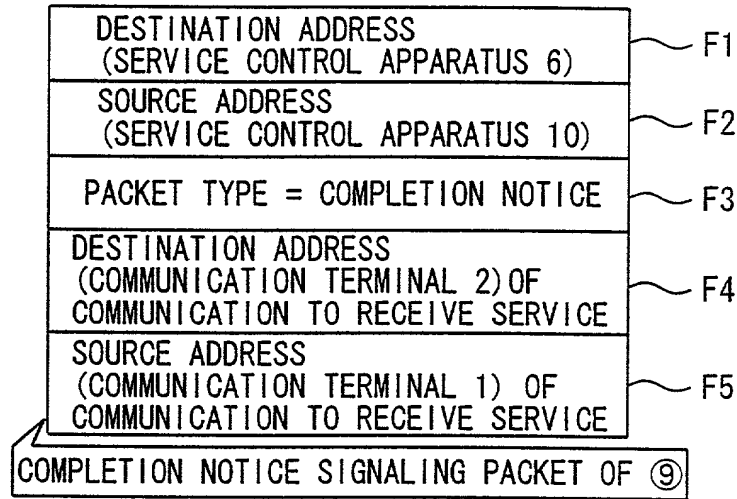 DESTINATION ADDRESS
(SERVICE CONTROL APPARATUS 6)
F1
SOURCE ADDRESS
(SERVICE CONTROL APPARATUS 10)
F2
PACKET TYPE = COMPLETION NOTICE
F3
DESTINATION ADDRESS
(COMMUNICATION TERMINAL 2)OF
COMMUNICATION TO RECEIVE SERVICE
F4
SOURCE ADDRESS
(COMMUNICATION TERMINAL 1) OF
COMMUNICATION TO RECEIVE SERVICE
F5
COMPLETION NOTICE SIGNALING PACKET OF ⑨